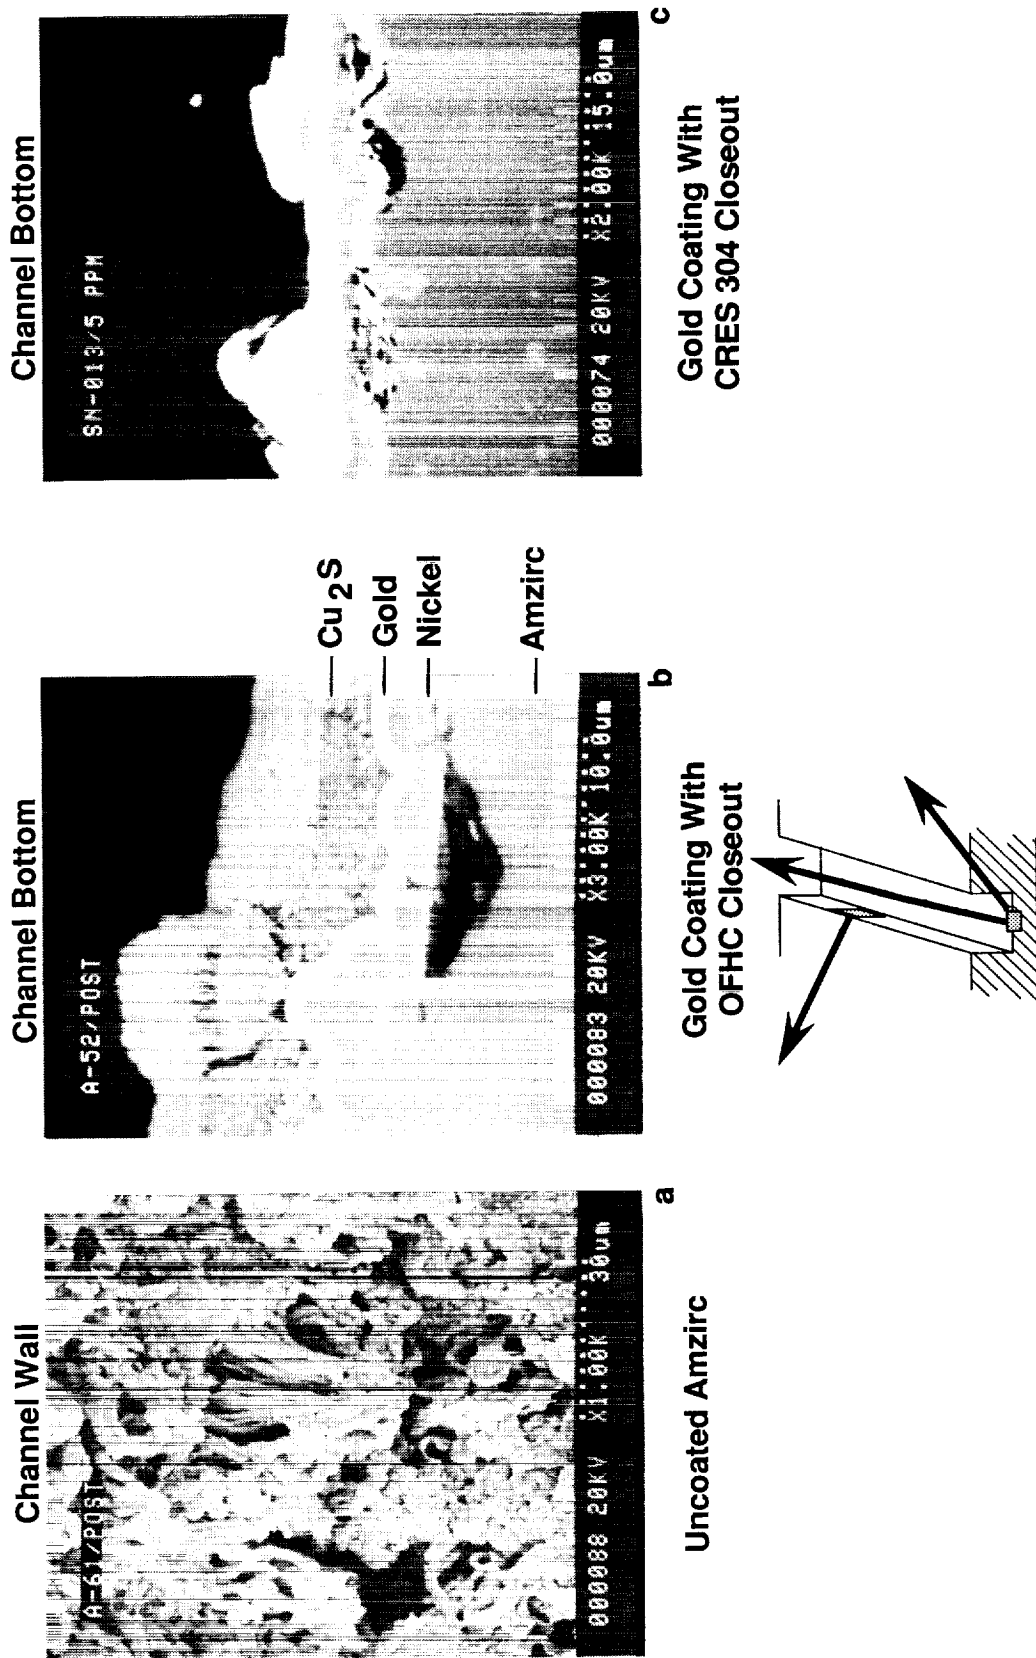 Channel Wall
A-61/POST
000088 20KV X1.00K 30um
a
Uncoated Amzirc
Channel Bottom
A-52/POST
000083 20KV X3.00K 10.0um
b
Cu2S
Gold
Nickel
Amzirc
Gold Coating With
OFHC Closeout
Channel Bottom
SN-013/5 PPM
000074 20KV X2.00K 15.0um
c
Gold Coating With
CRES 304 Closeout